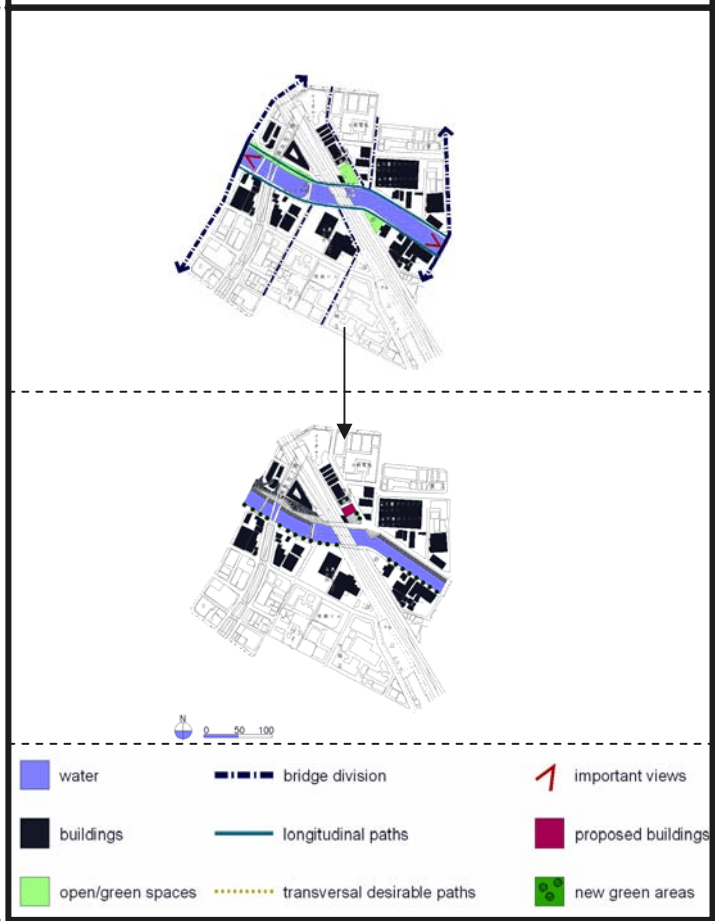 N
0 50 100
water
bridge division
important views
buildings
longitudinal paths
proposed buildings
open/green spaces
transversal desirable paths
new green areas